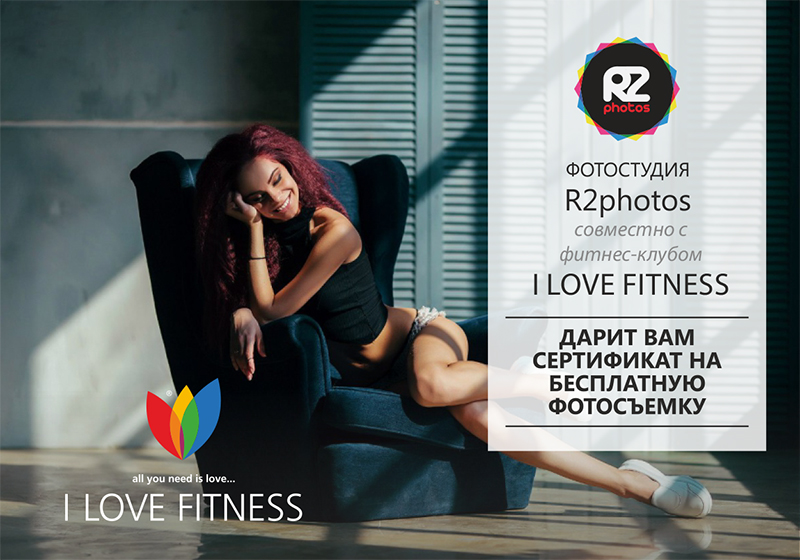 R2
photos
ФОТОСТУДИЯ
R2photos
совместно с
фитнес-клубом
I LOVE FITNESS
ДАРИТ ВАМ
СЕРТИФИКАТ НА
БЕСПЛАТНУЮ
ФОТОСЪЕМКУ
all you need is love...
I LOVE FITNESS